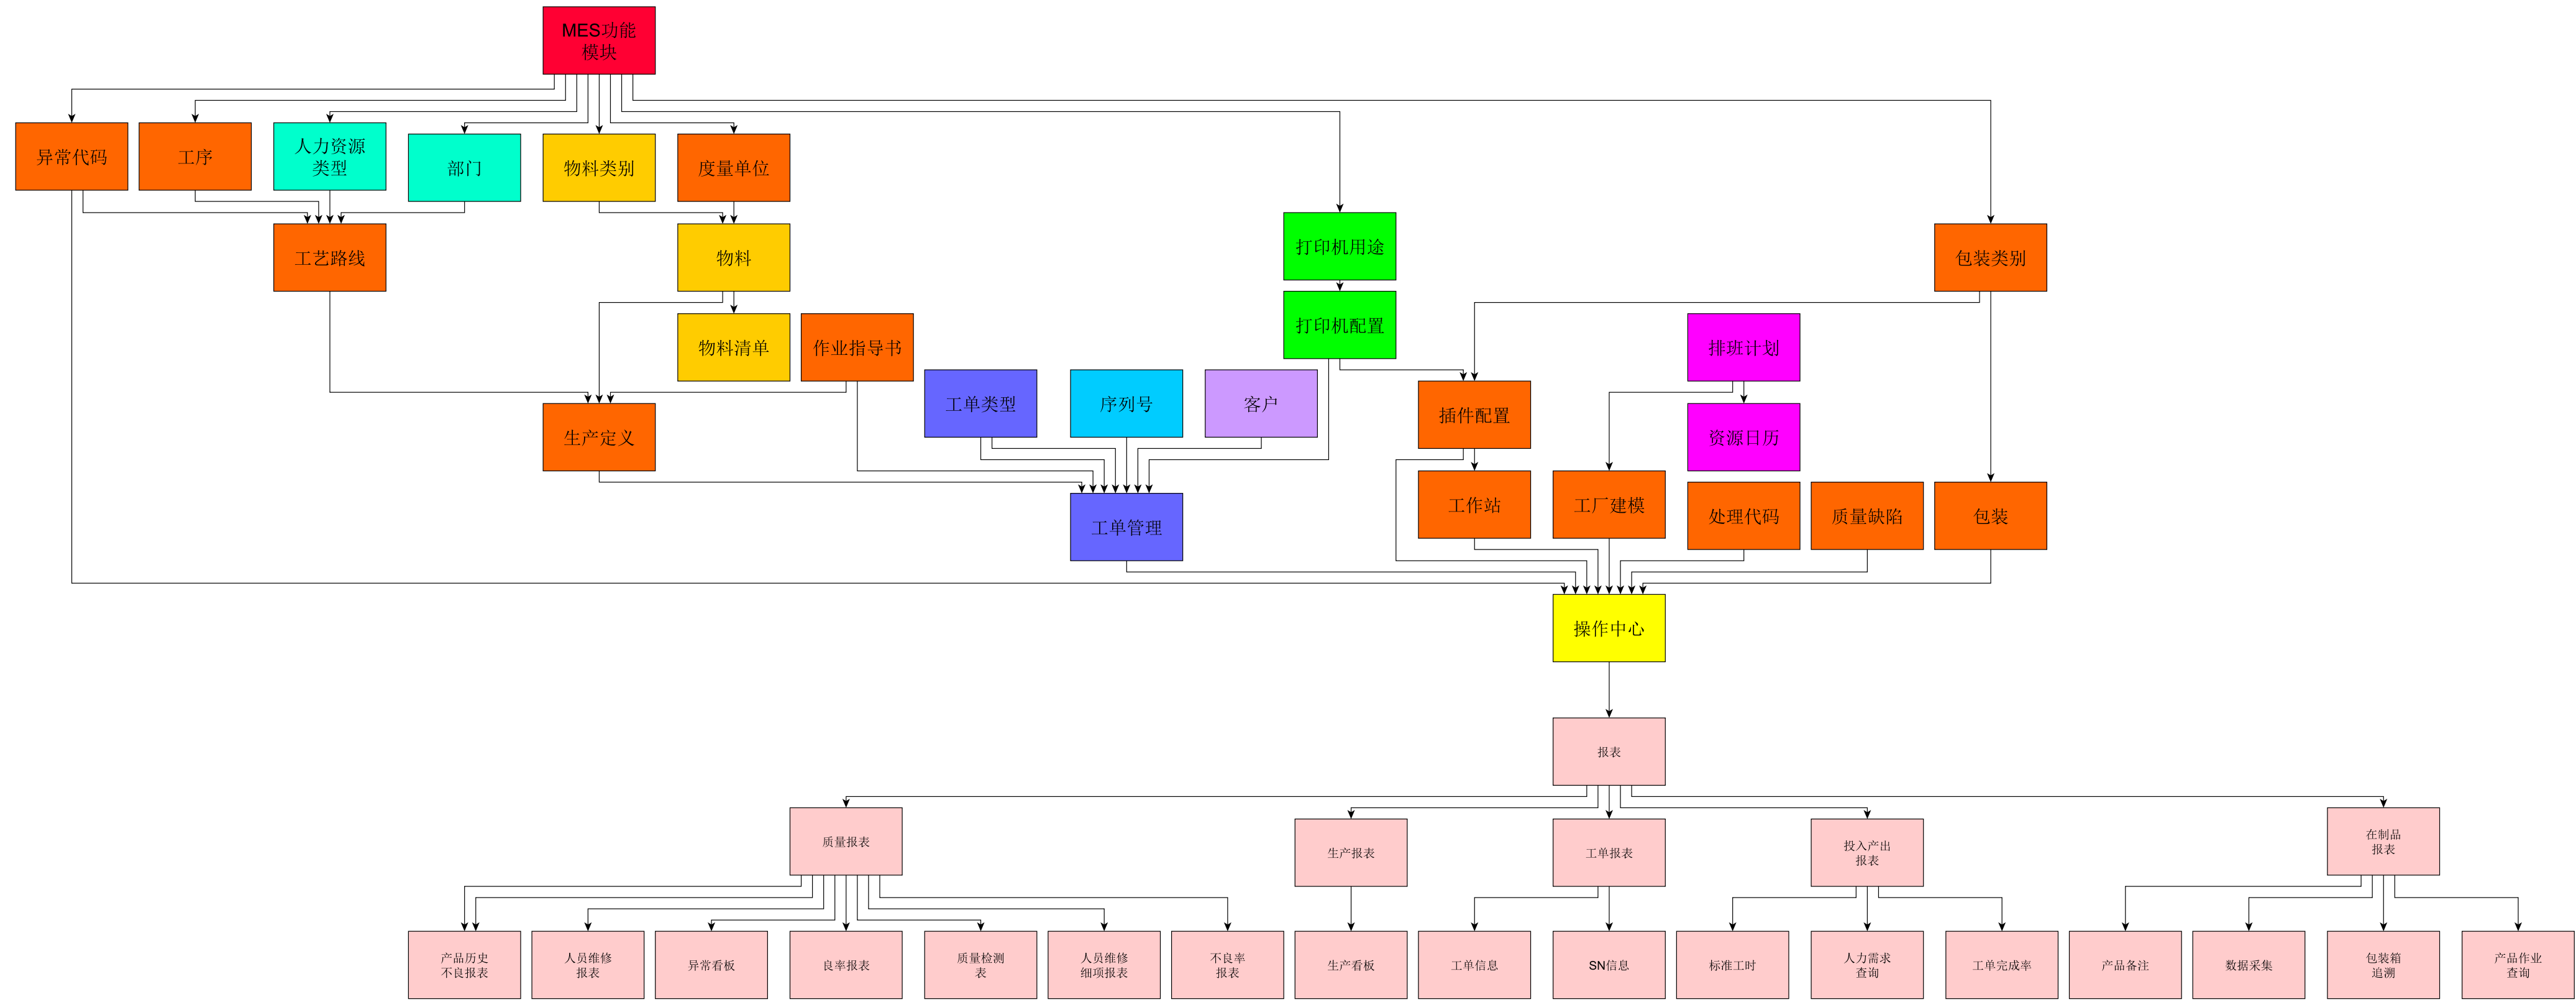 MES功能
模块
异常代码
工序
人力资源
类型
部门
物料类别
度量单位
工艺路线
物料
打印机用途
包装类别
物料清单
作业指导书
打印机配置
排班计划
工单类型
序列号
客户
插件配置
生产定义
资源日历
工单管理
工作站
工厂建模
处理代码
质量缺陷
包装
操作中心
报表
质量报表
生产报表
工单报表
投入产出
报表
在制品
报表
产品历史
不良报表
人员维修
报表
异常看板
良率报表
质量检测
表
人员维修
细项报表
不良率
报表
生产看板
工单信息
SN信息
标准工时
人力需求
查询
工单完成率
产品备注
数据采集
包装箱
追溯
产品作业
查询